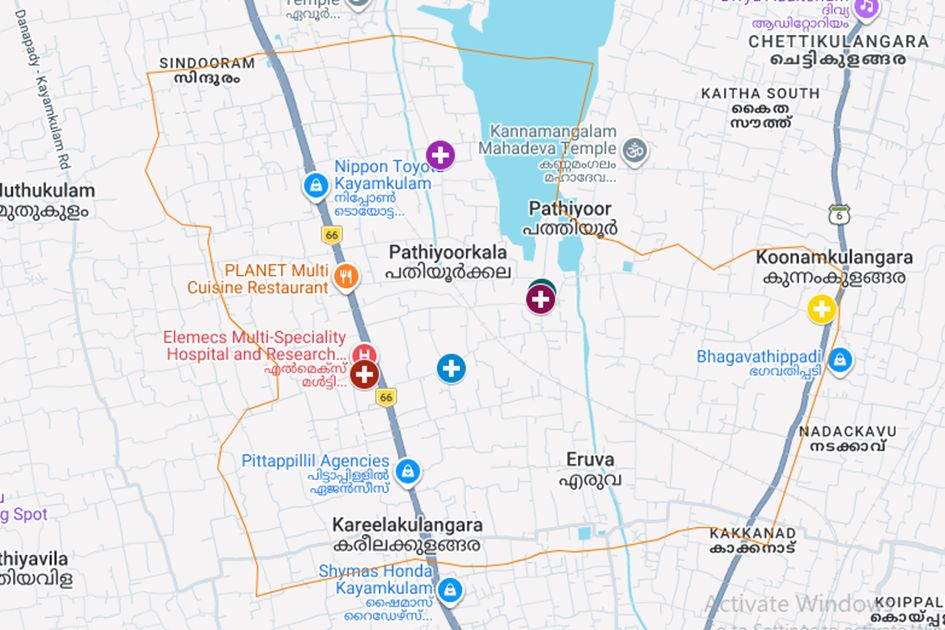 Temple
ഏവൂർ...
ദിവ്യ
ഓഡിറ്റോറിയം
Danapady - Kayamkulam Rd
SINDOORAM
സിന്ദൂരം
CHETTIKULANGARA
ചെട്ടികുളങ്ങര
KAITHA SOUTH
കൈത
സൗത്ത്
Kannamangalam
Mahadeva Temple
കണ്ണമംഗലം
മഹാദേവ...
Nippon Toyota
Kayamkulam
നിപ്പോൺ
ടൊയോട്ട...
Muthukulam
മുതുകുളം
Pathiyoor
പത്തിയൂർ
6
66
Pathiyoorkala
പതിയൂർക്കല
Koonamkulangara
കുന്നംകുളങ്ങര
PLANET Multi
Cuisine Restaurant
Elemecs Multi-Speciality
Hospital and Research...
എൽമെക്സ്
മൾട്ടി...
66
Bhagavathippadi
ഭഗവതിപ്പടി
NADACKAVU
നടക്കാവ്
Pittappillil Agencies
പിട്ടാപ്പിള്ളിൽ
ഏജൻസീസ്
Eruva
എരുവ
g Spot
Kareelakulangara
കരീലക്കുളങ്ങര
KAKKANAD
കാക്കനാട്
thiyavila
തിയവിള
Shymas Honda
Kayamkulam
ഷൈമാസ്
റൈഡേഴ്സ്...
Activate Windows
KOIPPAL
കൊയ്പ്പ